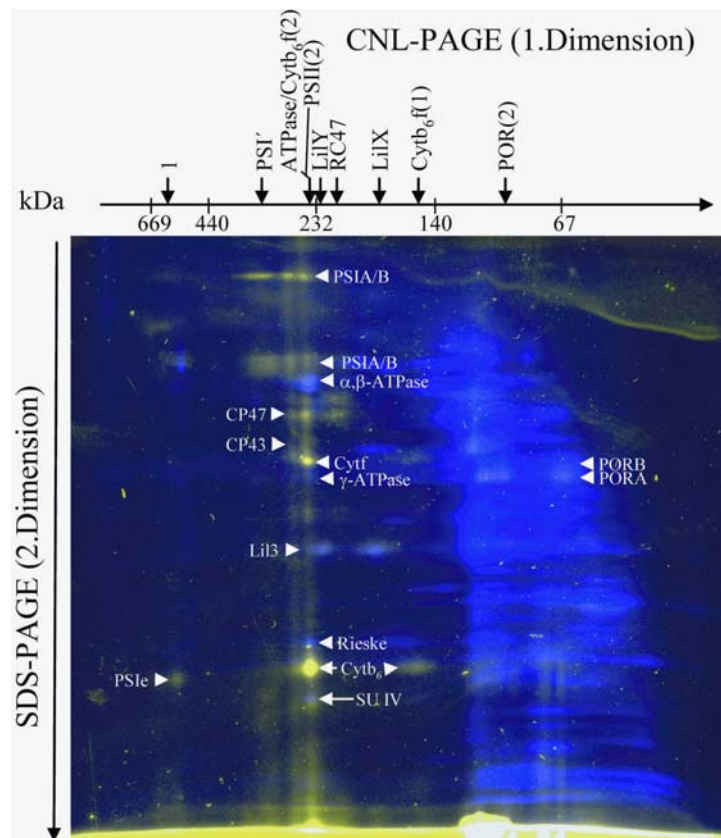 CNL-PAGE (1.Dimension)
1
PSI´
ATPase/Cytb6f(2)
PSII(2)
LilY
RC47
LilX
Cytb6f(1)
POR(2)
kDa
669 440 232 140 67
SDS-PAGE (2.Dimension)
PSIA/B
PSIA/B
α,β-ATPase
CP47
CP43
Cytf
PORB
γ-ATPase
PORA
Lil3
Rieske
Cytb6
PSIe
SU IV